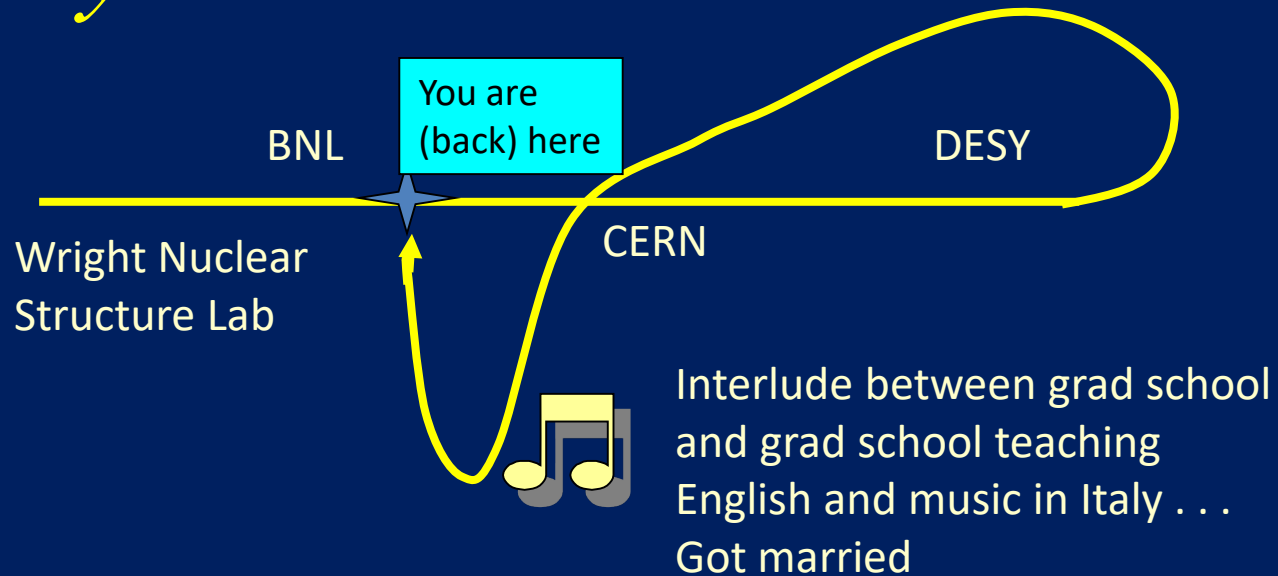 You are
(back) here
BNL
DESY
CERN
Wright Nuclear
Structure Lab
Interlude between grad school
and grad school teaching
English and music in Italy . . .
Got married